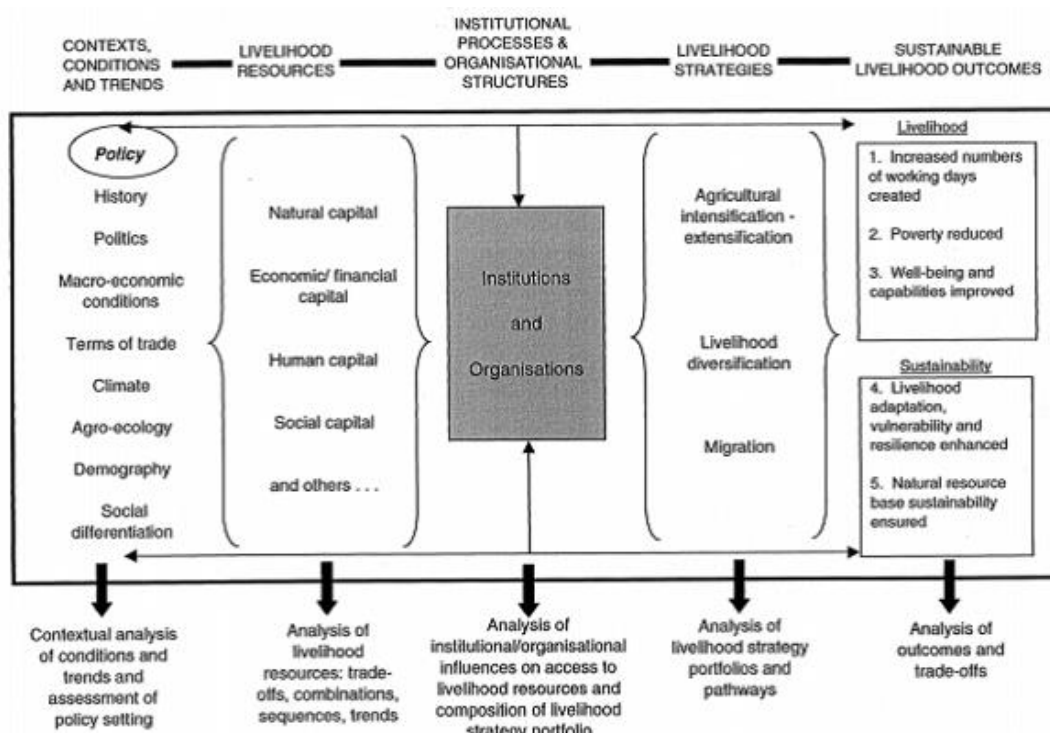 CONTEXTS,
CONDITIONS
AND TRENDS
LIVELIHOOD
RESOURCES
INSTITUTIONAL
PROCESSES &
ORGANISATIONAL
STRUCTURES
LIVELIHOOD
STRATEGIES
SUSTAINABLE
LIVELIHOOD OUTCOMES
Policy
History
Politics
Macro-economic
conditions
Terms of trade
Climate
Agro-ecology
Demography
Social
differentiation
Natural capital
Economic/ financial
capital
Human capital
Social capital
and others . . .
Institutions
and
Organisations
Agricultural
intensification -
extensification
Livelihood
diversification
Migration
Livelihood
1. Increased numbers
of working days
created
2. Poverty reduced
3. Well-being and
capabilities improved
Sustainability
4. Livelihood
adaptation,
vulnerability and
resilience enhanced
5. Natural resource
base sustainability
ensured
Contextual analysis
of conditions and
trends and
assessment of
policy setting
Analysis of
livelihood
resources: trade-
offs, combinations,
sequences, trends
Analysis of
institutional/organisational
influences on access to
livelihood resources and
composition of livelihood
strategy portfolio
Analysis of
livelihood strategy
portfolios and
pathways
Analysis of
outcomes and
trade-offs